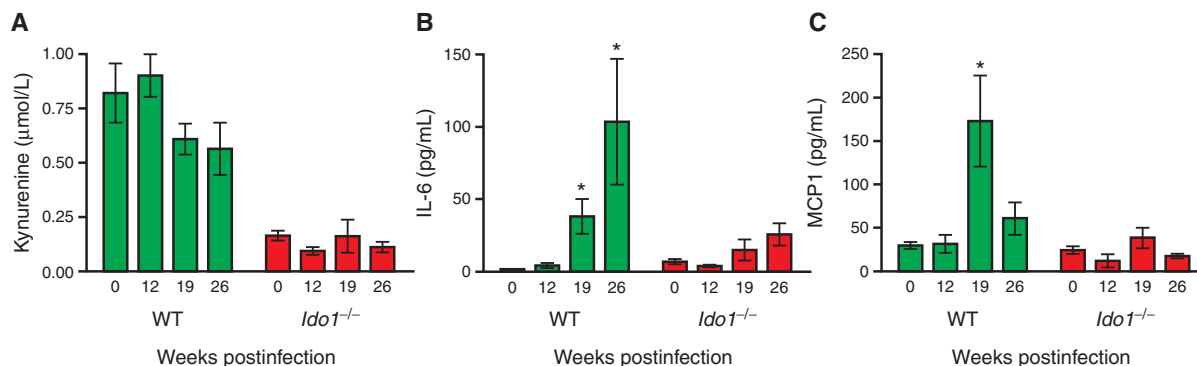 A
Kynurenine (μmol/L)
1.00
0.75
0.50
0.25
0.00
0 12 19 26 0 12 19 26
WT Ido1–/–
Weeks postinfection
B
IL-6 (pg/mL)
150
100
50
0
* *
0 12 19 26 0 12 19 26
WT Ido1–/–
Weeks postinfection
C
MCP1 (pg/mL)
250
200
150
100
50
0
*
0 12 19 26 0 12 19 26
WT Ido1–/–
Weeks postinfection